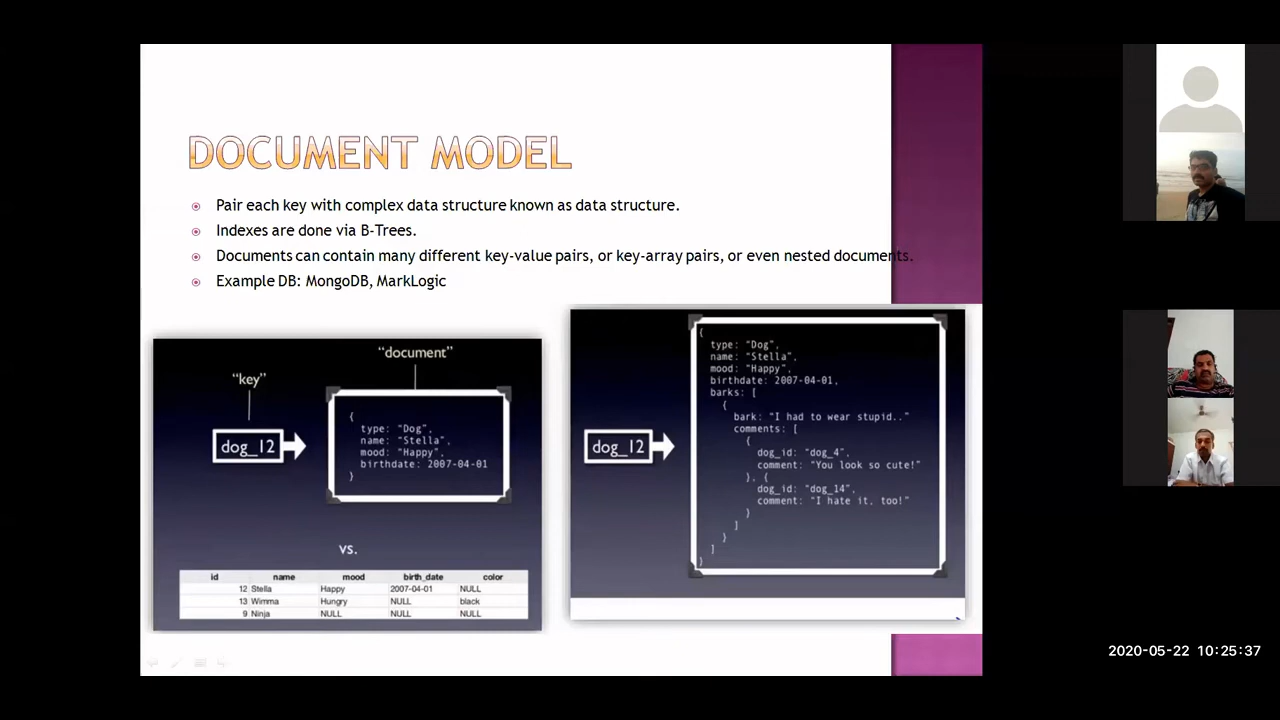 DOCUMENT MODEL
Pair each key with complex data structure known as data structure.
Indexes are done via B-Trees.
Documents can contain many different key-value pairs, or key-array pairs, or even nested documents.
Example DB: MongoDB, MarkLogic
“document”
“key”
dog_12
{
type: “Dog”,
name: “Stella”,
mood: “Happy”,
birthdate: 2007-04-01
}
vs.
id name mood birth_date color
12 Stella Happy 2007-04-01 NULL
13 Wimma Hungry NULL black
9 Ninja NULL NULL NULL
dog_12
{
type: “Dog”,
name: “Stella”,
mood: “Happy”,
birthdate: 2007-04-01,
barks: [
{
bark: “I had to wear stupid..”
comments: [
{
dog_id: “dog_4”,
comment: “You look so cute!”
}, {
dog_id: “dog_14”,
comment: “I hate it, too!”
}
]
}
]
}
2020-05-22 10:25:37